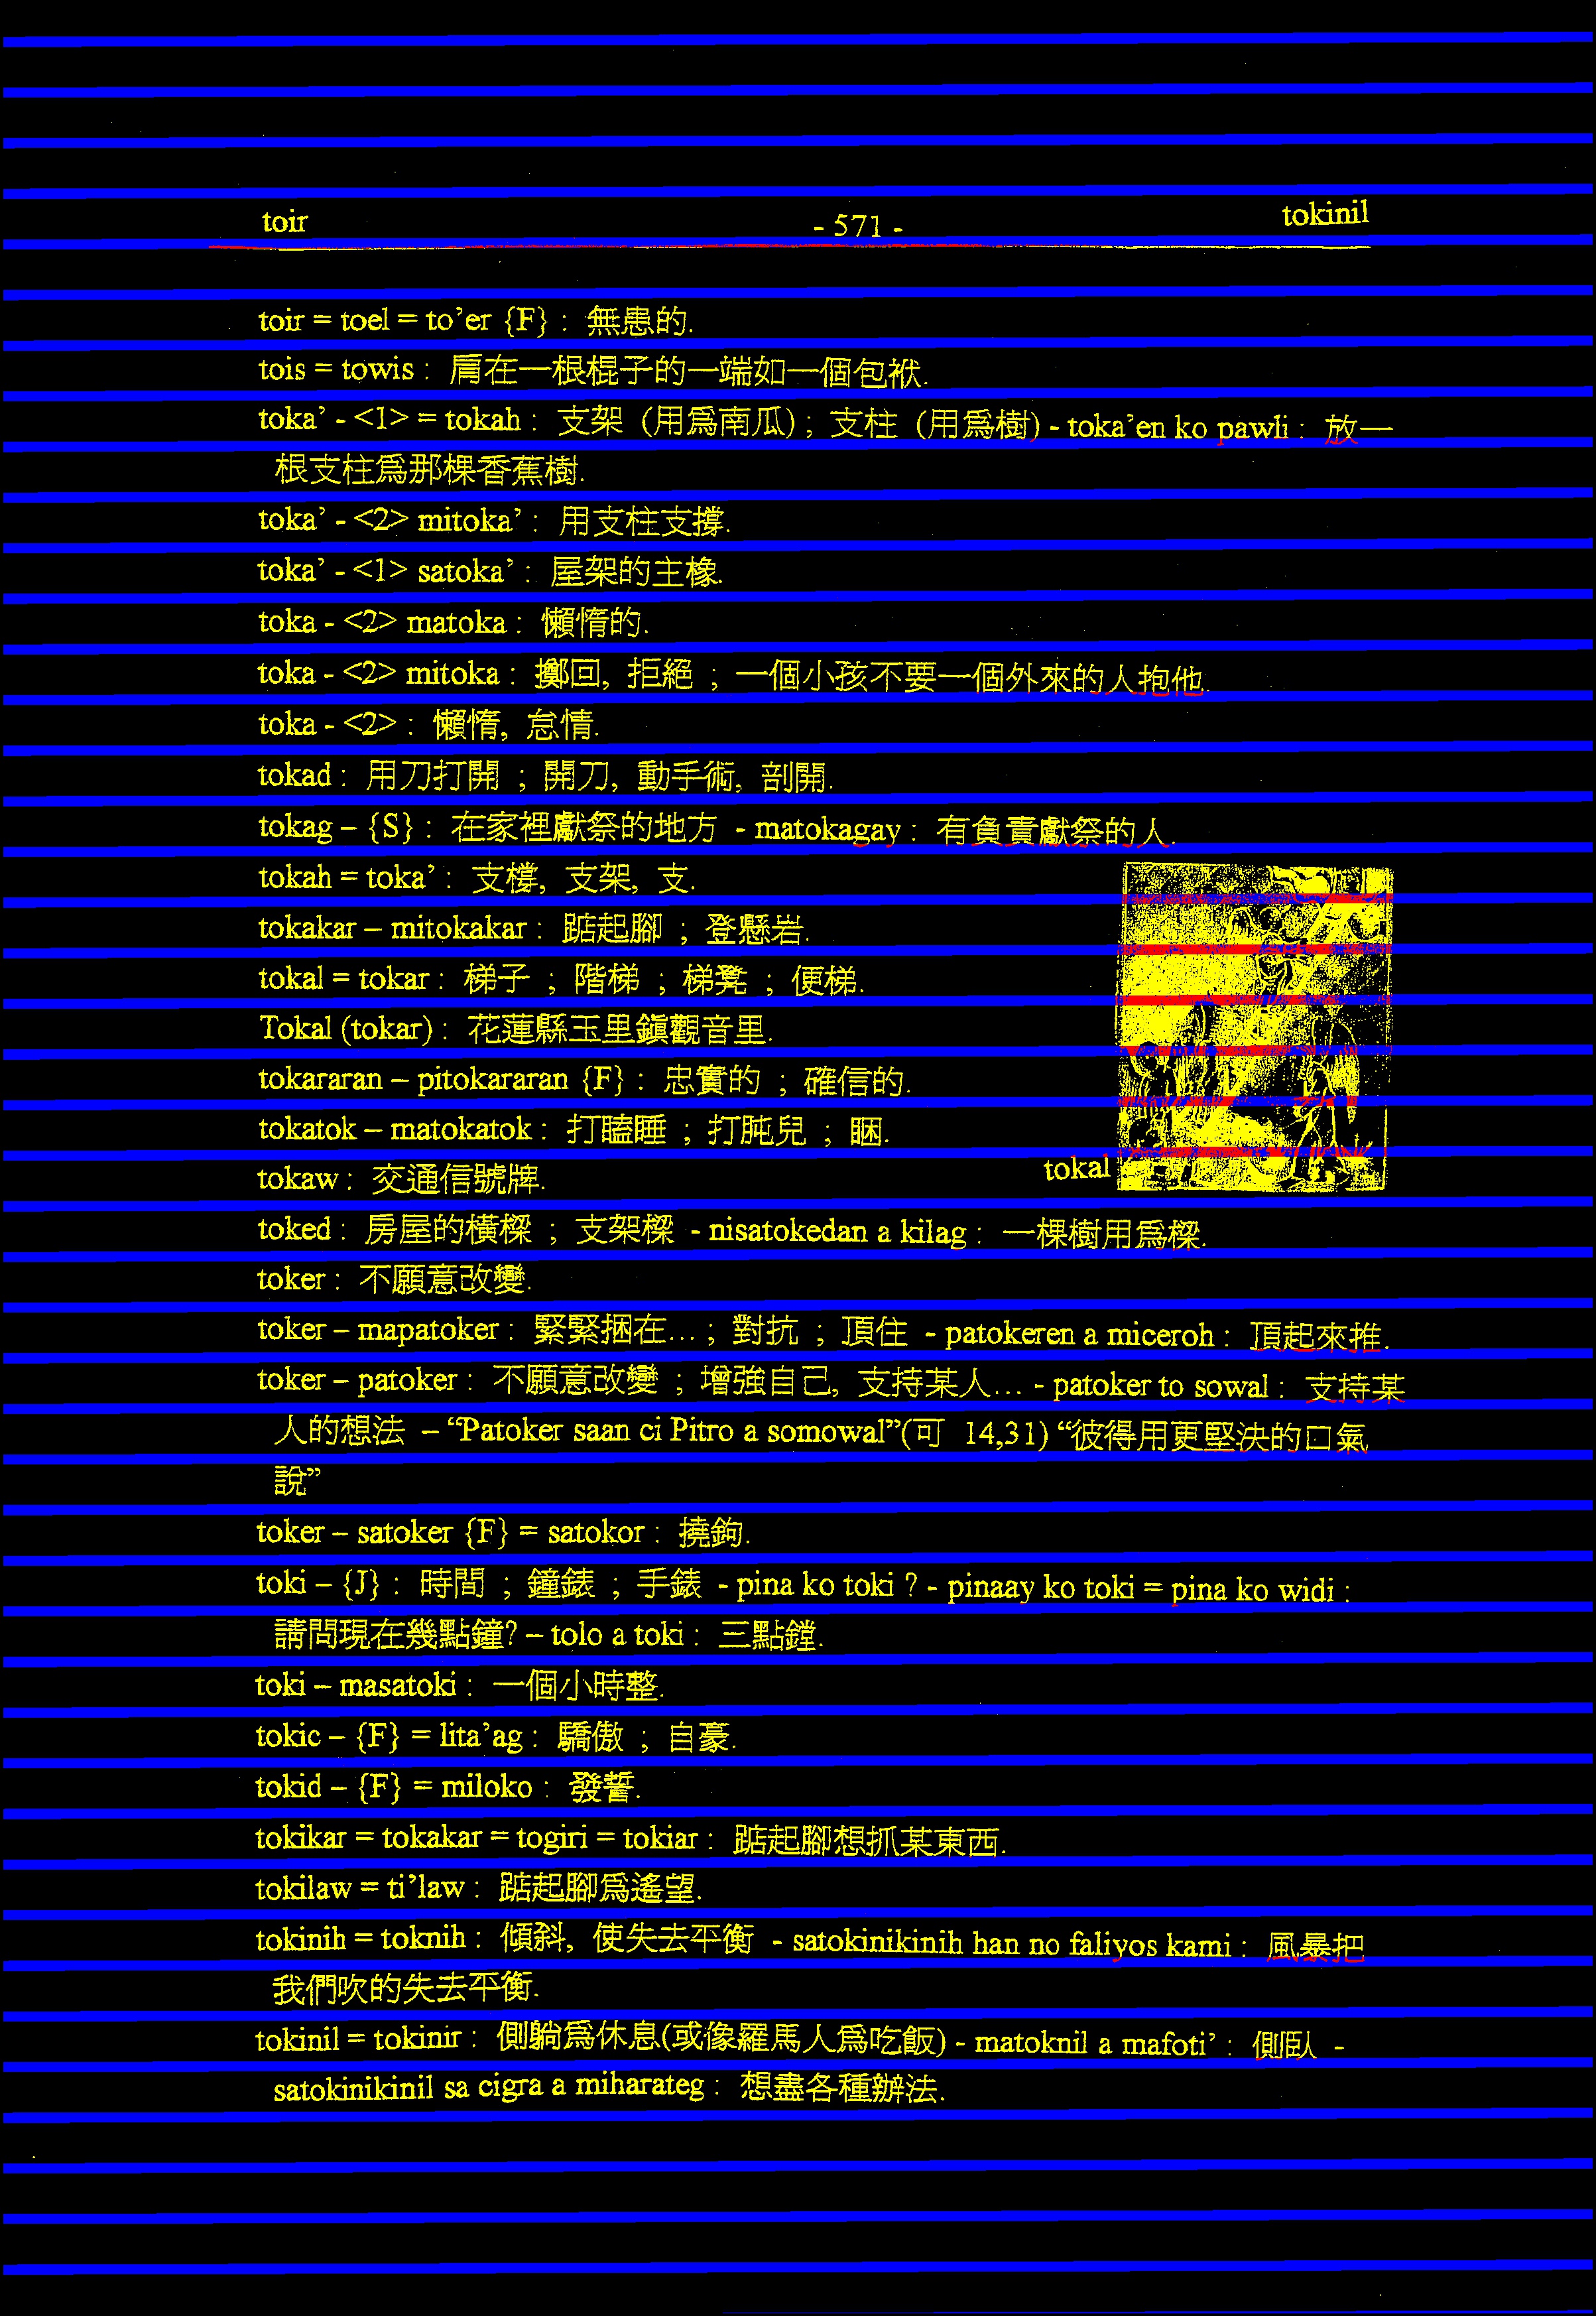 toir - 571 - tokinil
toir = toel = to’er {F} : 無患的.
tois = towis : 肩在一根棍子的一端如一個包袱.
toka’ - <1> = tokah : 支架 (用爲南瓜) ; 支柱 (用爲樹) - toka’en ko pawli : 放一
根支柱爲那棵香蕉樹.
toka’ - <2> mitoka’ : 用支柱支撐.
toka’ - <1> satoka’ : 屋架的主橡.
toka - <2> matoka : 懶惰的.
toka - <2> mitoka : 擲回, 拒絕 ; 一個小孩不要一個外來的人抱他.
toka - <2> : 懶惰, 怠情.
tokad : 用刀打開 ; 開刀, 動手術, 剖開.
tokag – {S} : 在家裡獻祭的地方 - matokagay : 有負責獻祭的人.
tokah = toka’ : 支撐, 支架, 支.
tokakar – mitokakar : 踮起腳 ; 登懸岩.
tokal = tokar : 梯子 ; 階梯 ; 梯凳 ; 便梯.
Tokal (tokar) : 花蓮縣玉里鎭觀音里.
tokararan – pitokararan {F} : 忠實的 ; 確信的.
tokatok – matokatok : 打瞌睡 ; 打盹兒 ; 睏.
tokaw : 交通信號牌.
tokal
toked : 房屋的橫樑 ; 支架樑 - nisatokedan a kilag : 一棵樹用爲樑.
toker : 不願意改變.
toker – mapatoker : 緊緊捆在... ; 對抗 ; 頂住 - patokeren a miceroh : 頂起來推.
toker – patoker : 不願意改變 ; 增強自己, 支持某人... - patoker to sowal : 支持某
人的想法 – “Patoker saan ci Pitro a somowal”(可 14,31) “彼得用更堅決的口氣
說”
toker – satoker {F} = satokor : 撓鉤.
toki – {J} : 時間 ; 鐘錶 ; 手錶 - pina ko toki ? - pinaay ko toki = pina ko widi :
請問現在幾點鐘? – tolo a toki : 三點鏜.
toki – masatoki : 一個小時整.
tokic – {F} = lita’ag : 驕傲 ; 自豪.
tokid – {F} = miloko : 發誓.
tokikar = tokakar = togiri = tokiar : 踮起腳想抓某東西.
tokilaw = ti’law : 踮起腳爲遙望.
tokinih = toknih : 傾斜, 使失去平衡 - satokinikinih han no faliyos kami : 風暴把
我們吹的失去平衡.
tokinil = tokinir : 側躺爲休息(或像羅馬人爲吃飯) - matoknil a mafoti’ : 側臥 -
satokinikinil sa cigra a miharateg : 想盡各種辦法.